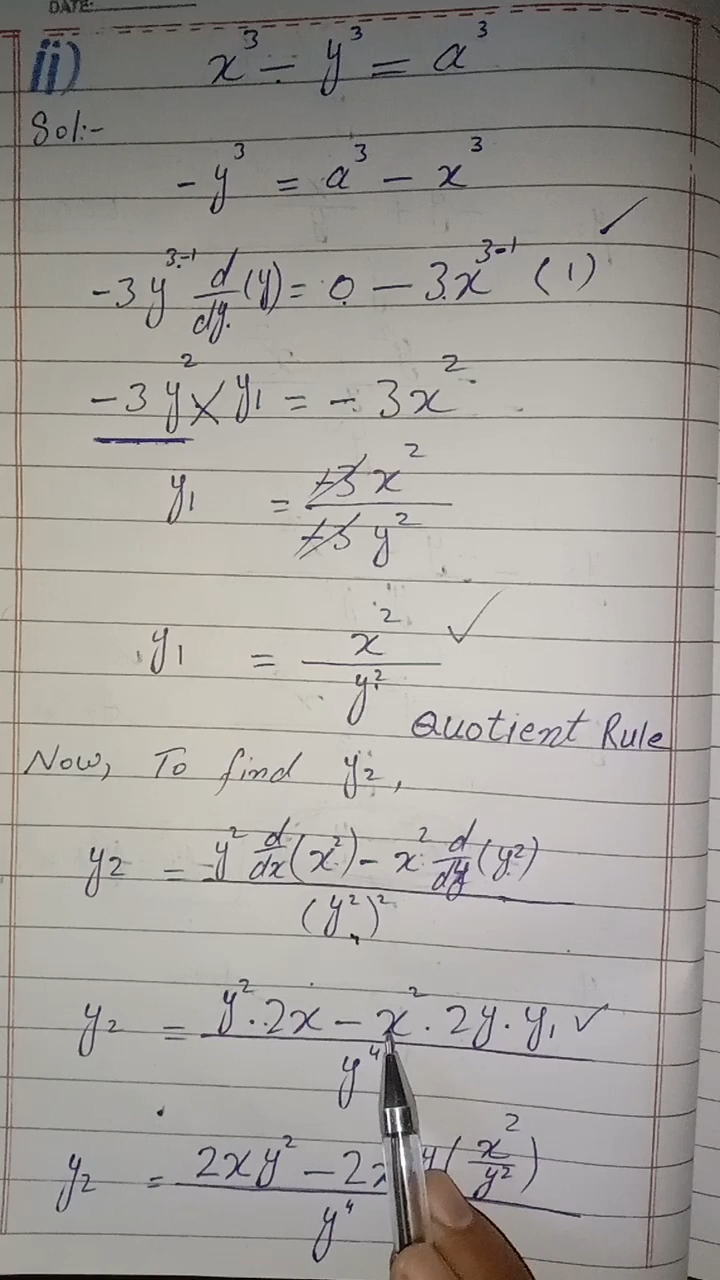 DATE:
ii) x³ - y³ = a³
Sol:-
-y³ = a³ - x³
-3y³⁻¹ d/dy (y) = 0 - 3x³⁻¹ (1) ✓
-3y² × y₁ = -3x²
y₁ = -3x² / -3y²
y₁ = x² / y² ✓
Quotient Rule
Now, To find y₂,
y₂ = y² d/dx (x²) - x² d/dy (y²) / (y²)²
y₂ = y² · 2x - x² · 2y · y₁ / y⁴ ✓
y₂ = 2xy² - 2x y (x² / y²) / y⁴